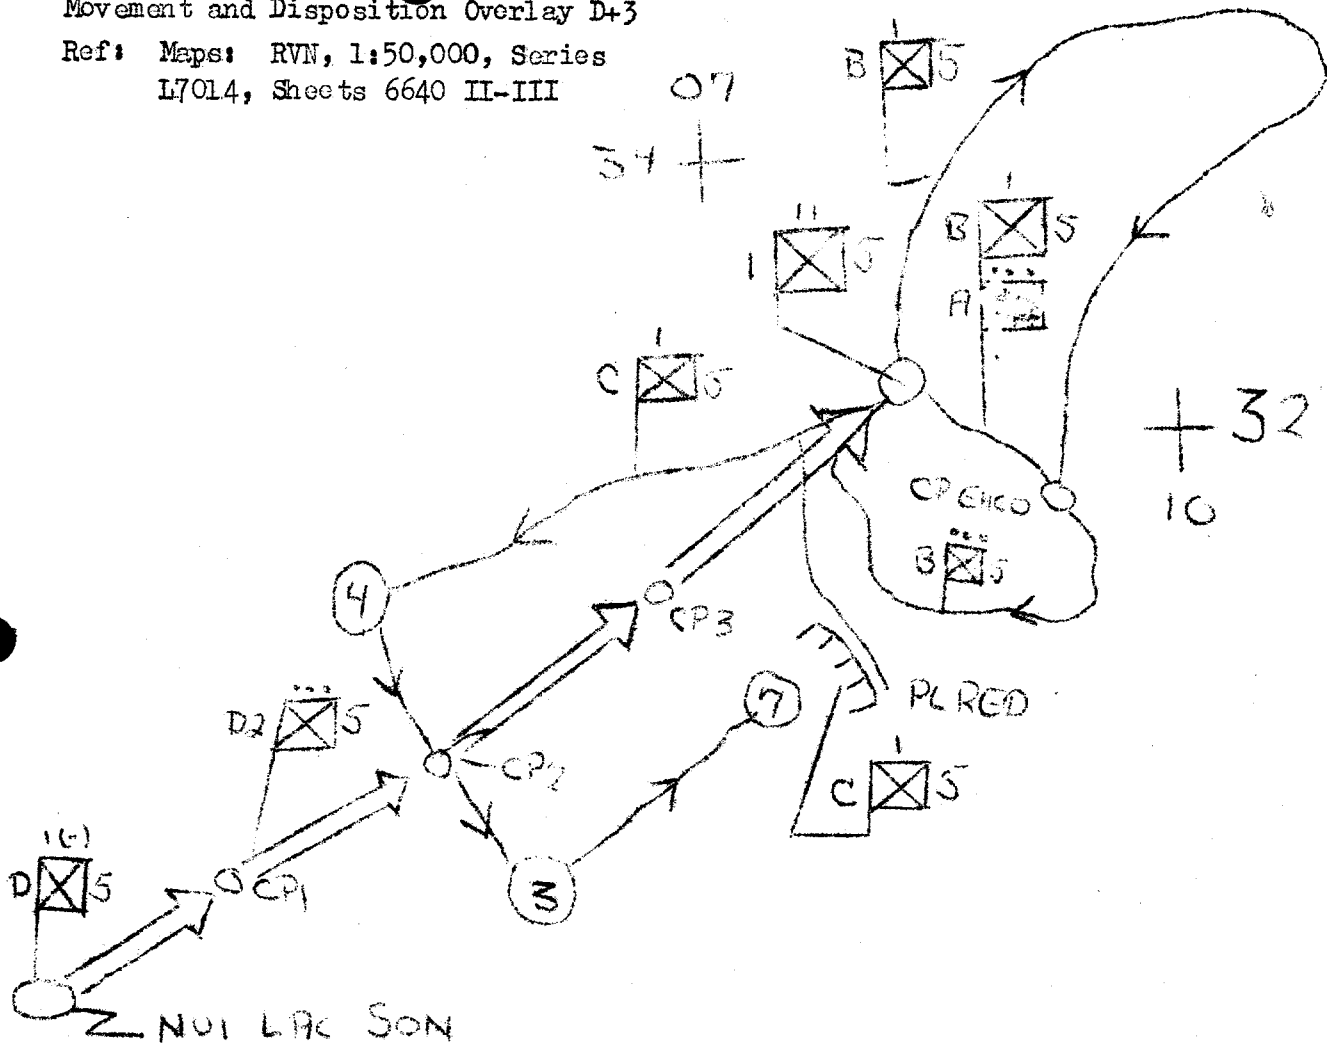 Movement and Disposition Overlay D+3
Ref: Maps: RVN, 1:50,000, Series
L7014, Sheets 6640 II-III
07
34
B 5
B 5
A
1 5
C 5
32
10
CP ECHO
B 5
4
CP3
7
PL RED
D2 5
CP2
C 5
1(-)
D 5
CP1
3
NUI LAC SON